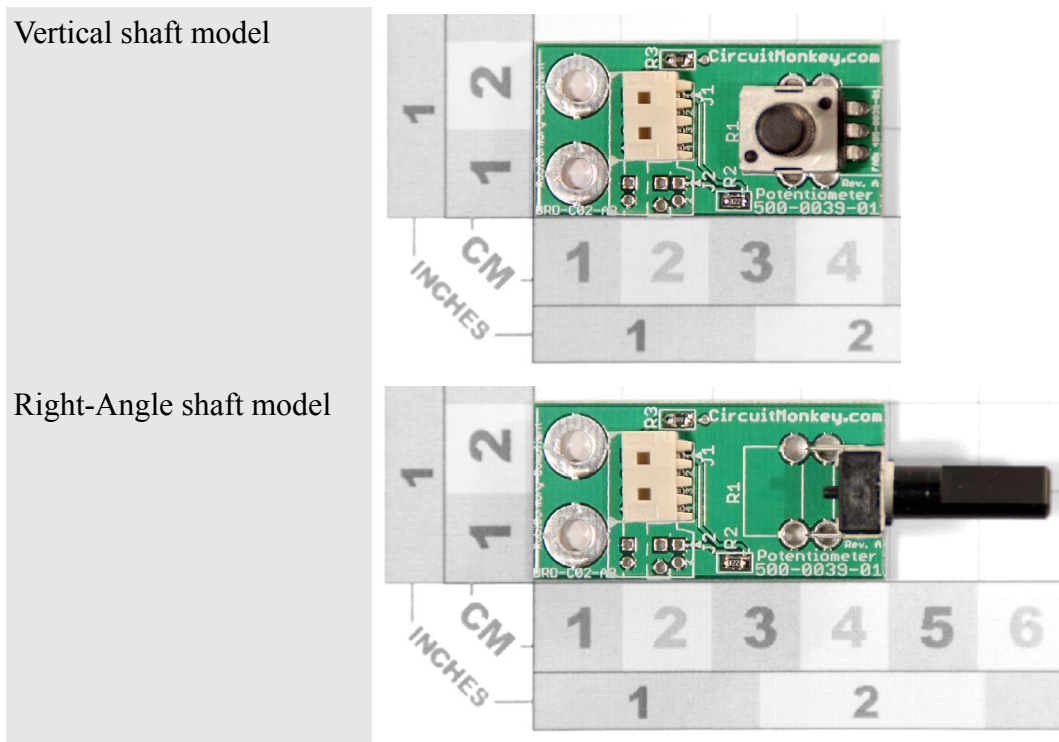 Vertical shaft model
CircuitMonkey.com
R3
J1
R1
J2
R2
Rev. A
Potentiometer
500-0039-01
BRD-C02-AR
2
1
1
CM
1 2 3 4
INCHES
1 2
Right-Angle shaft model
CircuitMonkey.com
R3
J1
R1
J2
R2
Rev. A
Potentiometer
500-0039-01
BRD-C02-AR
2
1
1
CM
1 2 3 4 5 6
INCHES
1 2